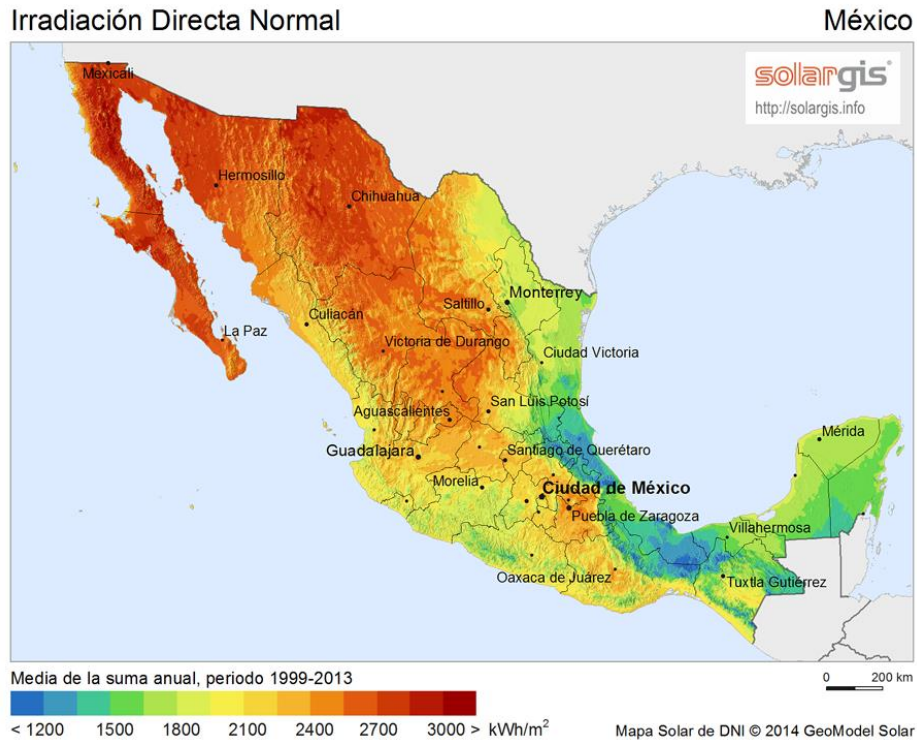 Irradiación Directa Normal
México
solargis
http://solargis.info
Mexicali
Hermosillo
Chihuahua
Monterrey
Saltillo
Culiacán
La Paz
Victoria de Durango
Ciudad Victoria
San Luis Potosí
Aguascalientes
Mérida
Guadalajara
Santiago de Querétaro
Morelia
Ciudad de México
Puebla de Zaragoza
Villahermosa
Oaxaca de Juárez
Tuxtla Gutiérrez
Media de la suma anual, periodo 1999-2013
0 200 km
< 1200 1500 1800 2100 2400 2700 3000 > kWh/m²
Mapa Solar de DNI © 2014 GeoModel Solar